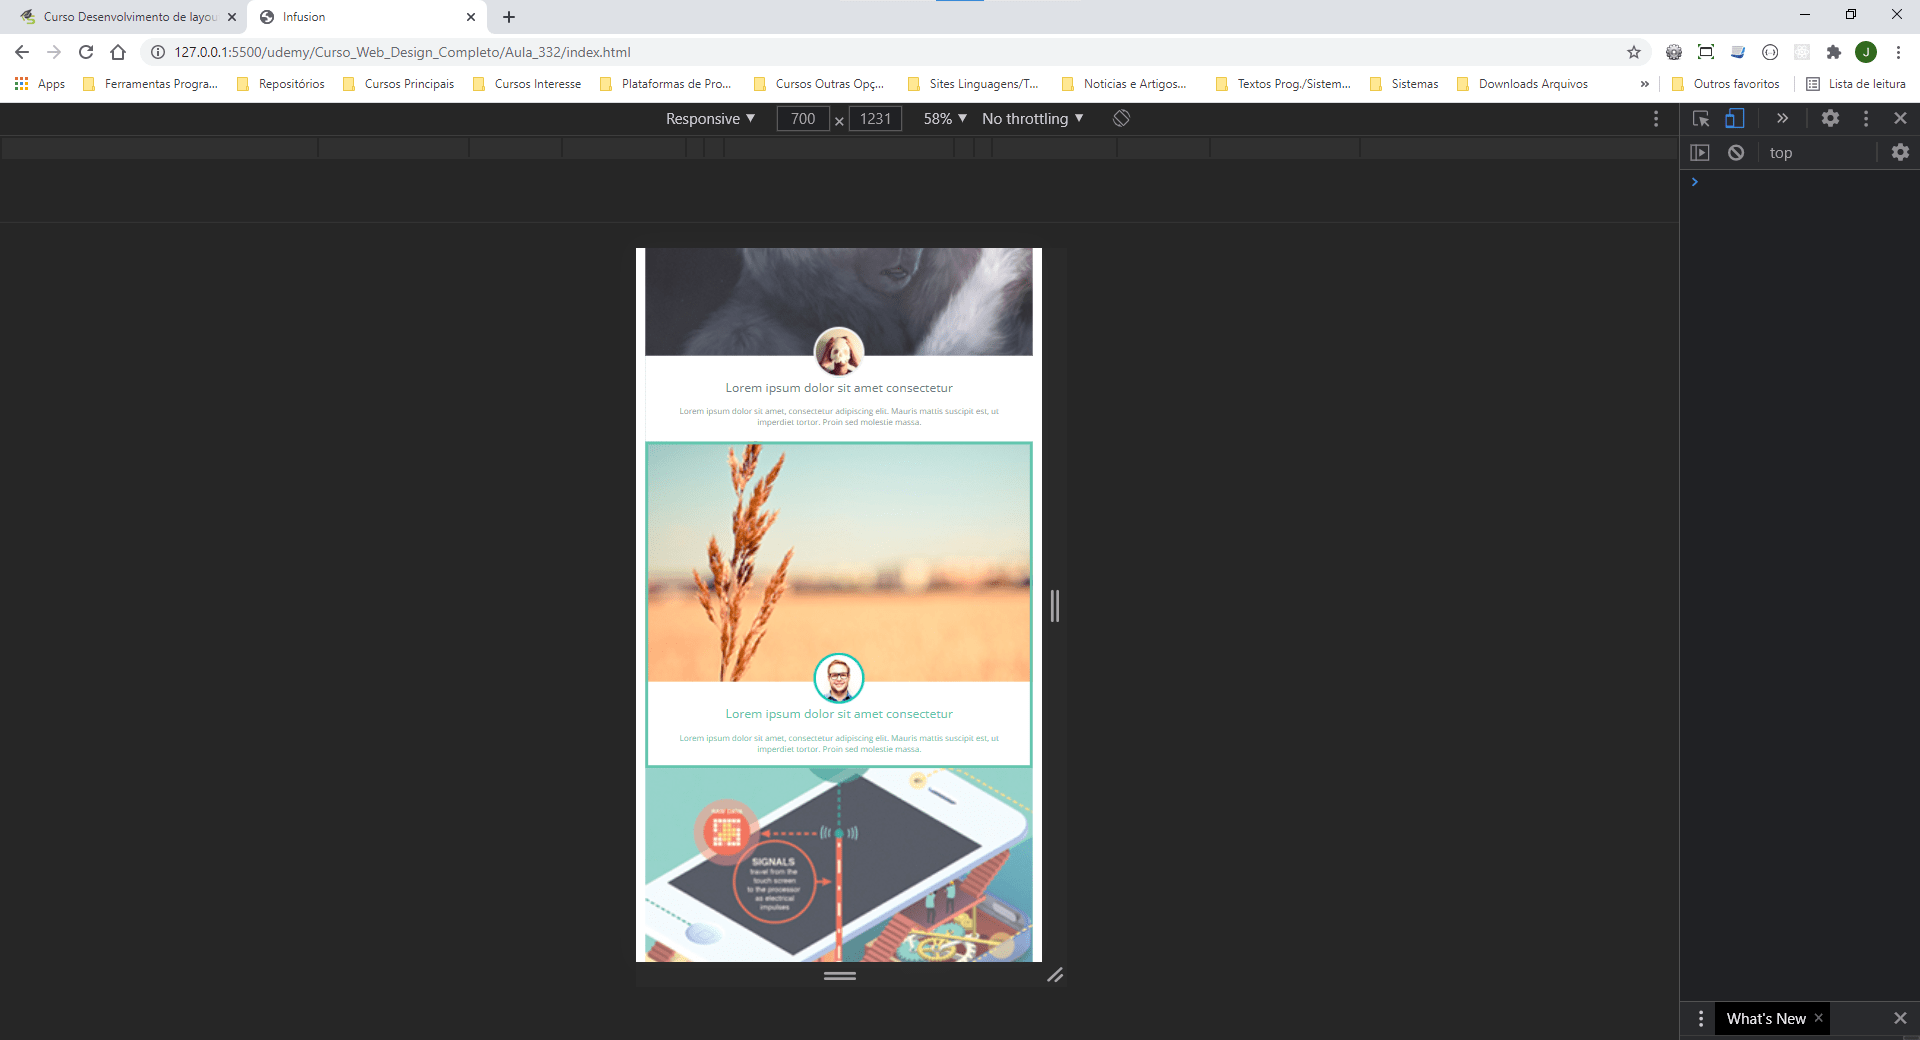 Curso Desenvolvimento de layou
Infusion
127.0.0.1:5500/udemy/Curso_Web_Design_Completo/Aula_332/index.html
J
Apps
Ferramentas Progra...
Repositórios
Cursos Principais
Cursos Interesse
Plataformas de Pro...
Cursos Outras Opç...
Sites Linguagens/T...
Noticias e Artigos...
Textos Prog./Sistem...
Sistemas
Downloads Arquivos
»
Outros favoritos
Lista de leitura
Responsive ▼ 700 × 1231 58% ▼ No throttling ▼
top
Lorem ipsum dolor sit amet consectetur
Lorem ipsum dolor sit amet, consectetur adipiscing elit. Mauris mattis suscipit est, ut
imperdiet tortor. Proin sed molestie massa.
Lorem ipsum dolor sit amet consectetur
Lorem ipsum dolor sit amet, consectetur adipiscing elit. Mauris mattis suscipit est, ut
imperdiet tortor. Proin sed molestie massa.
RAW DATA
SIGNALS
travel from the
touch screen
to the processor
as electrical
impulses
What's New